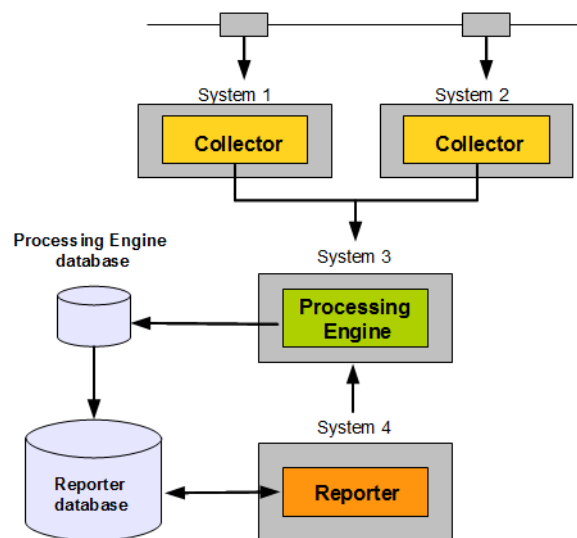 System 1
System 2
Collector
Collector
Processing Engine
database
System 3
Processing
Engine
System 4
Reporter
database
Reporter